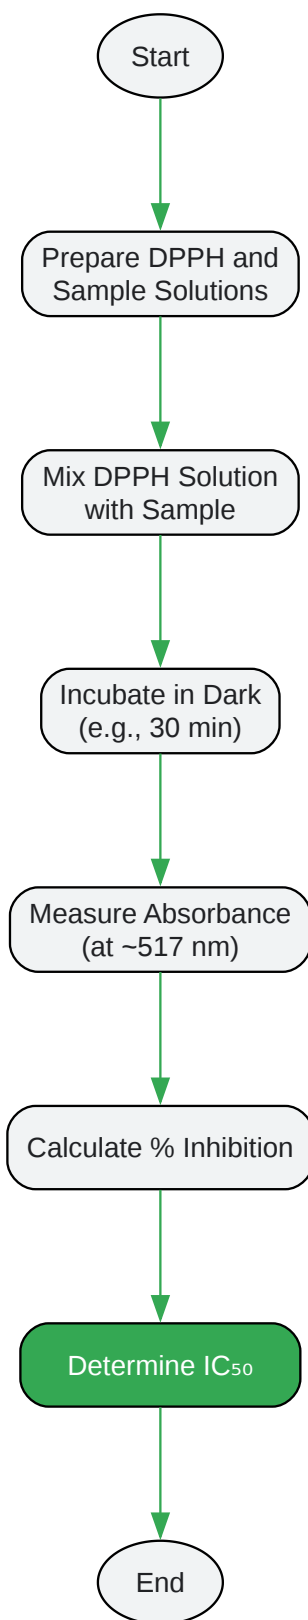 Start
Prepare DPPH and
Sample Solutions
Mix DPPH Solution
with Sample
Incubate in Dark
(e.g., 30 min)
Measure Absorbance
(at ~517 nm)
Calculate % Inhibition
Determine IC₅₀
End